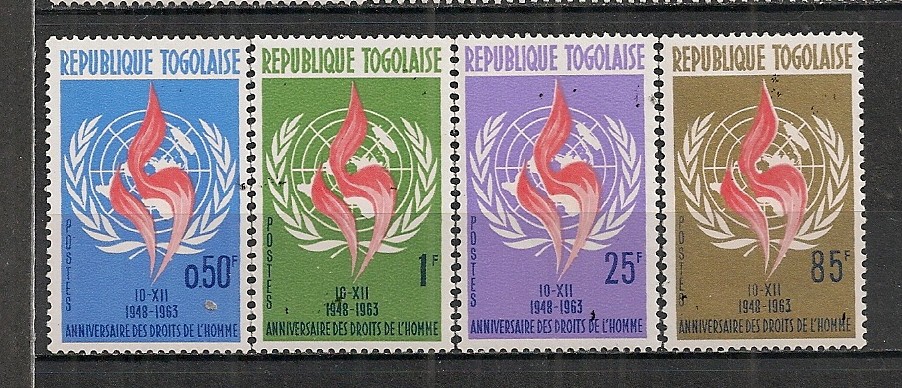 REPUBLIQUE TOGOLAISE
POSTES
0.50F
10-XII
1948-1963
ANNIVERSAIRE DES DROITS DE L'HOMME
REPUBLIQUE TOGOLAISE
POSTES
1F
10-XII
1948-1963
ANNIVERSAIRE DES DROITS DE L'HOMME
REPUBLIQUE TOGOLAISE
POSTES
25F
10-XII
1948-1963
ANNIVERSAIRE DES DROITS DE L'HOMME
REPUBLIQUE TOGOLAISE
POSTES
85F
10-XII
1948-1963
ANNIVERSAIRE DES DROITS DE L'HOMME